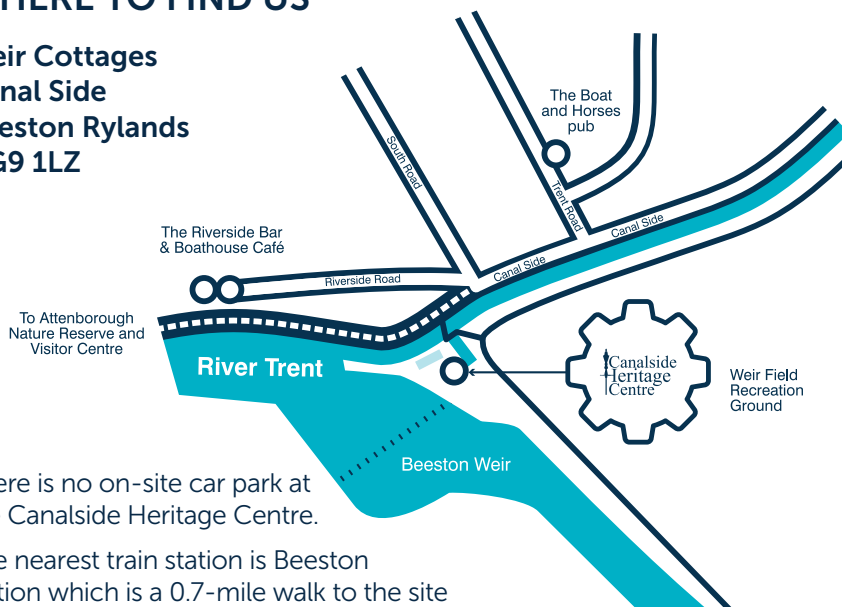 HERE TO FIND US
eir Cottages
nal Side
eston Rylands
G9 1LZ
The Boat
and Horses
pub
South Road
Trent Road
Canal Side
Canal Side
The Riverside Bar
& Boathouse Café
Riverside Road
To Attenborough
Nature Reserve and
Visitor Centre
River Trent
Canalside
Heritage
Centre
Weir Field
Recreation
Ground
Beeston Weir
ere is no on-site car park at
e Canalside Heritage Centre.
e nearest train station is Beeston
tion which is a 0.7-mile walk to the site